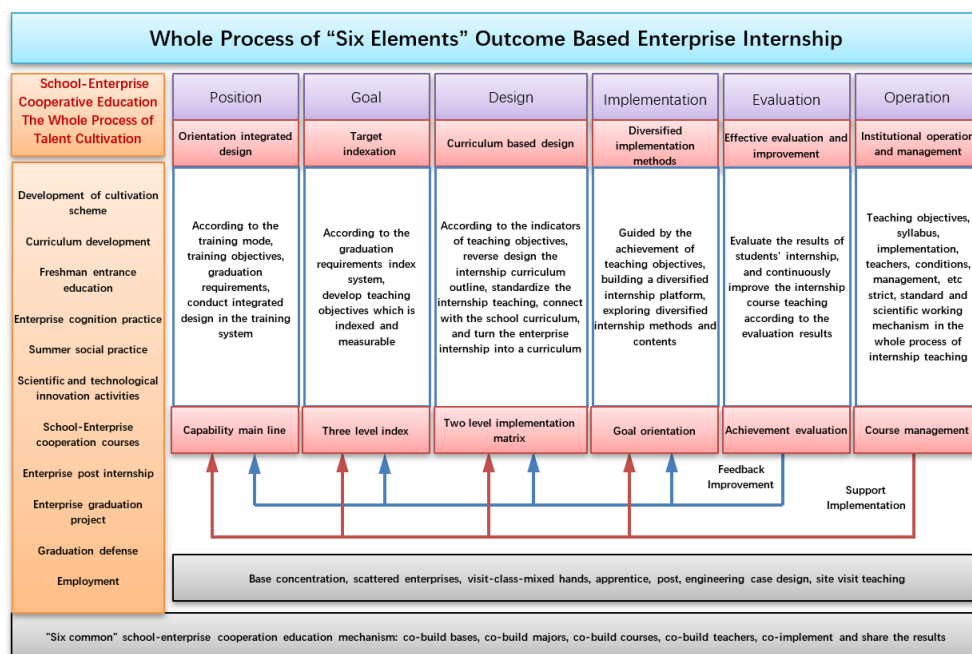 Whole Process of “Six Elements” Outcome Based Enterprise Internship
School-Enterprise
Cooperative Education
The Whole Process of
Talent Cultivation
Development of cultivation
scheme
Curriculum development
Freshman entrance
education
Enterprise cognition practice
Summer social practice
Scientific and technological
innovation activities
School-Enterprise
cooperation courses
Enterprise post internship
Enterprise graduation
project
Graduation defense
Employment
Position
Orientation integrated
design
According to the
training mode,
training objectives,
graduation
requirements,
conduct integrated
design in the training
system
Capability main line
Goal
Target
indexation
According to the
graduation
requirements index
system,
develop teaching
objectives which is
indexed and
measurable
Three level index
Design
Curriculum based design
According to the indicators
of teaching objectives,
reverse design the
internship curriculum
outline, standardize the
internship teaching, connect
with the school curriculum,
and turn the enterprise
internship into a curriculum
Two level implementation
matrix
Implementation
Diversified
implementation
methods
Guided by the
achievement of
teaching objectives,
building a diversified
internship platform,
exploring diversified
internship methods and
contents
Goal orientation
Evaluation
Effective evaluation and
improvement
Evaluate the results of
students' internship,
and continuously
improve the internship
course teaching
according to the
evaluation results
Achievement evaluation
Operation
Institutional operation
and management
Teaching objectives,
syllabus,
implementation,
teachers, conditions,
management, etc
strict, standard and
scientific working
mechanism in the
whole process of
internship teaching
Course management
Feedback
Improvement
Support
Implementation
Base concentration, scattered enterprises, visit-class-mixed hands, apprentice, post, engineering case design, site visit teaching
"Six common" school-enterprise cooperation education mechanism: co-build bases, co-build majors, co-build courses, co-build teachers, co-implement and share the results